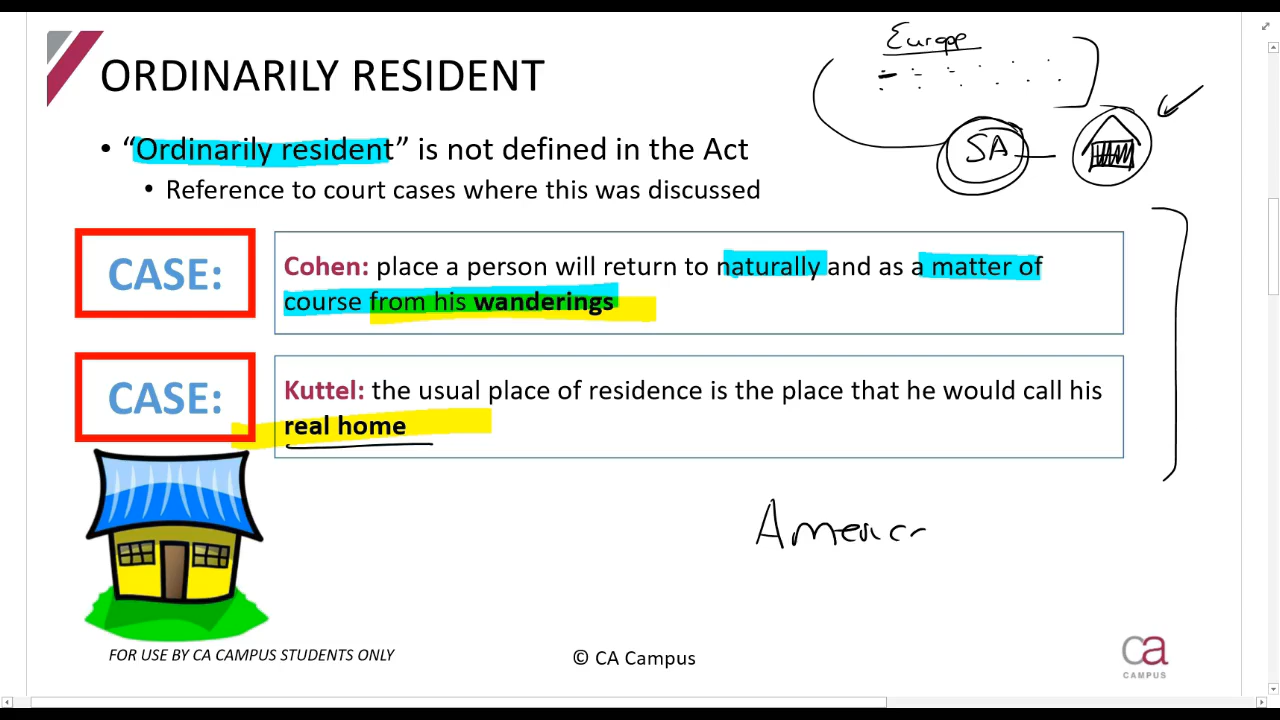 Europe
ORDINARILY RESIDENT
• “Ordinarily resident” is not defined in the Act
SA
• Reference to court cases where this was discussed
CASE:
Cohen: place a person will return to naturally and as a matter of
course from his wanderings
CASE:
Kuttel: the usual place of residence is the place that he would call his
real home
Americ
FOR USE BY CA CAMPUS STUDENTS ONLY
© CA Campus
ca
CAMPUS